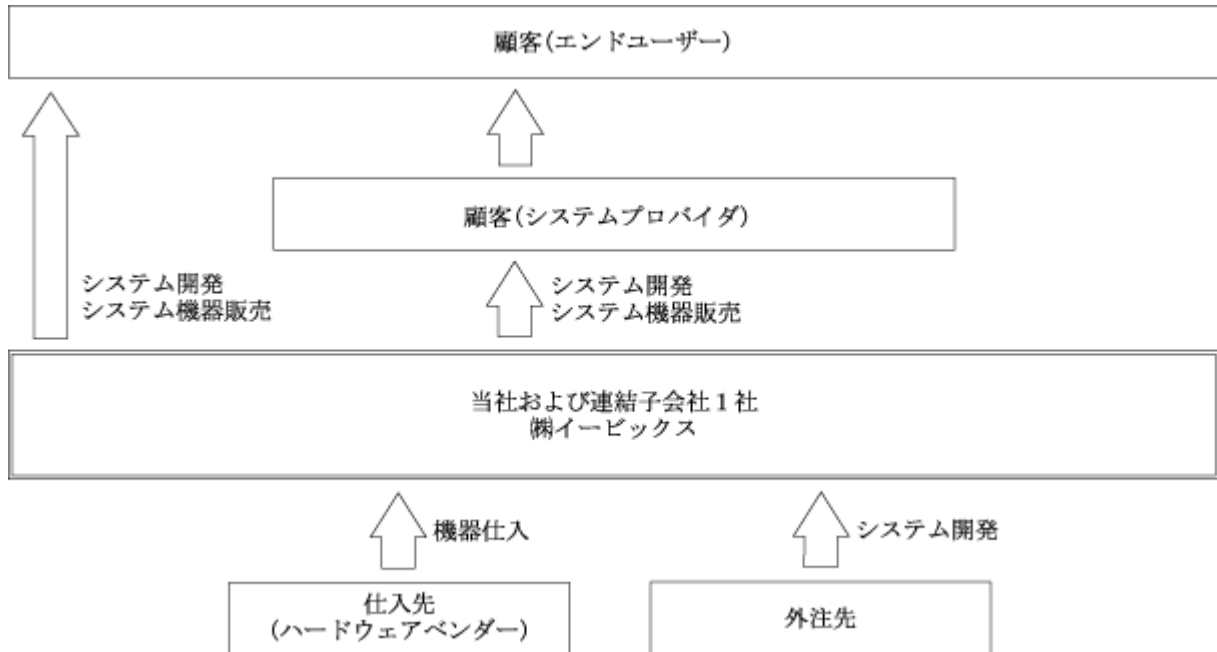 顧客(エンドユーザー)
顧客(システムプロバイダ)
システム開発
システム機器販売
システム開発
システム機器販売
当社および連結子会社1社
㈱イービックス
機器仕入
システム開発
仕入先
(ハードウェアベンダー)
外注先